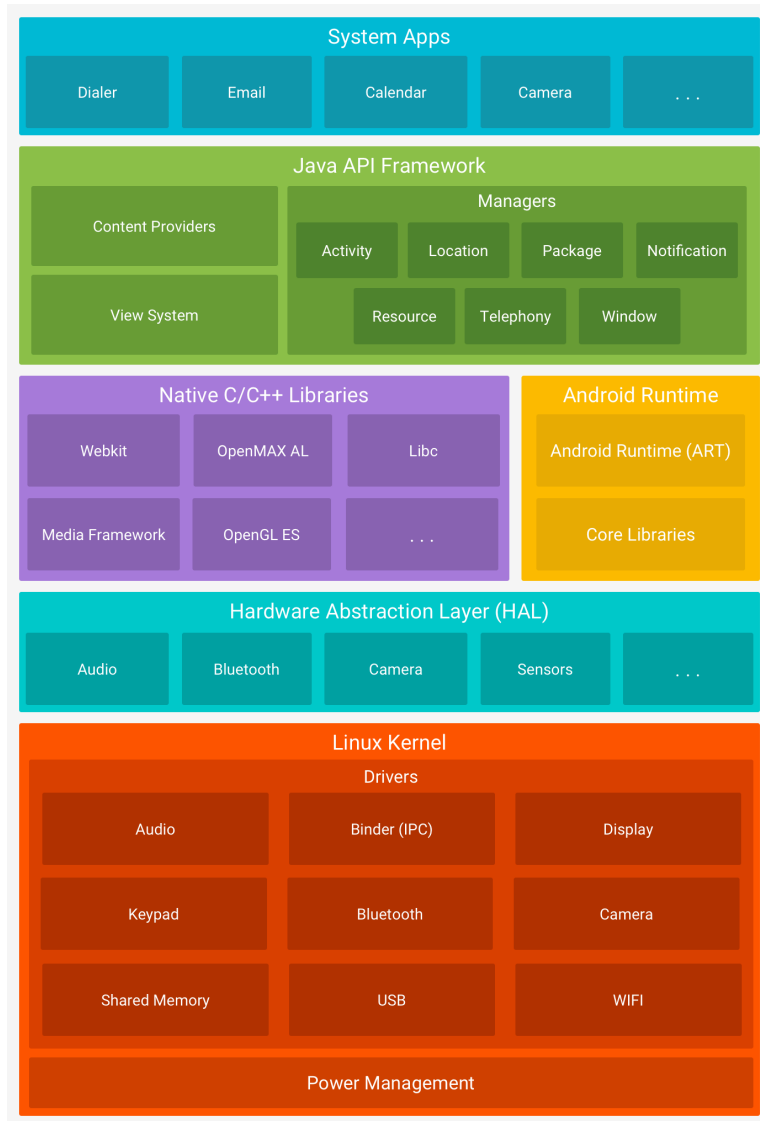 System Apps
Dialer
Email
Calendar
Camera
. . .
Java API Framework
Content Providers
View System
Managers
Activity
Location
Package
Notification
Resource
Telephony
Window
Native C/C++ Libraries
Webkit
OpenMAX AL
Libc
Media Framework
OpenGL ES
. . .
Android Runtime
Android Runtime (ART)
Core Libraries
Hardware Abstraction Layer (HAL)
Audio
Bluetooth
Camera
Sensors
. . .
Linux Kernel
Drivers
Audio
Binder (IPC)
Display
Keypad
Bluetooth
Camera
Shared Memory
USB
WIFI
Power Management